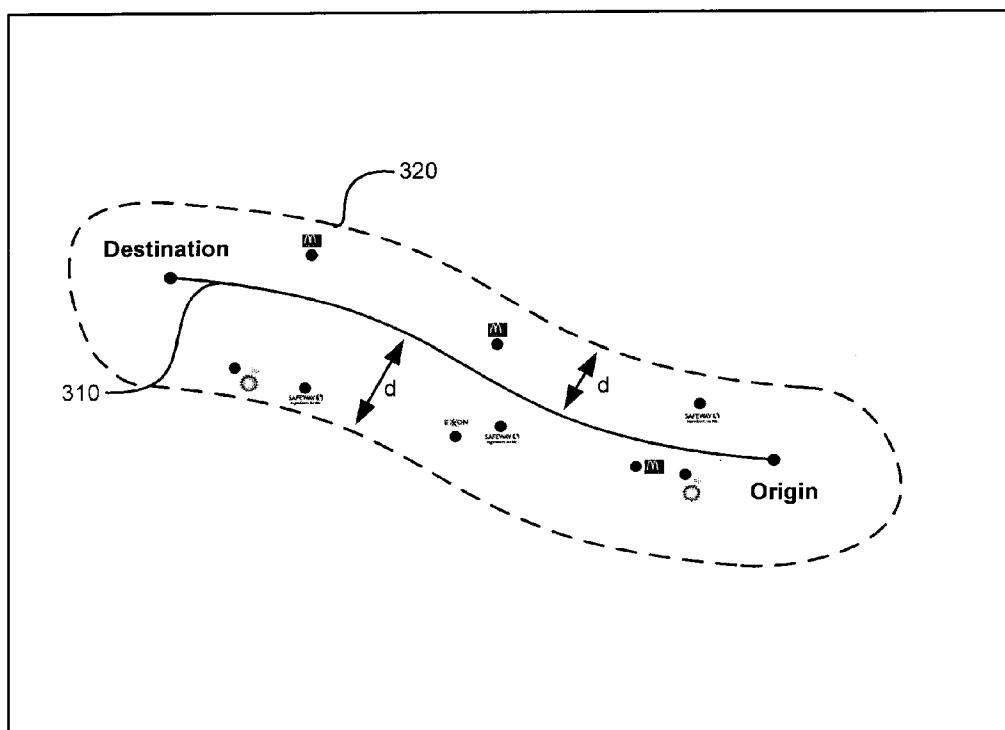 320
Destination
310
d
d
SAFEWAY
EXXON
SAFEWAY
SAFEWAY
Origin